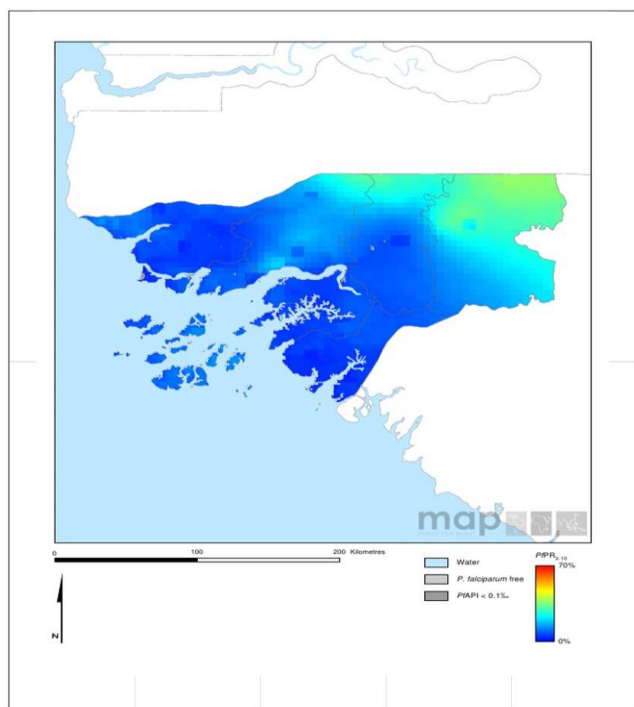 map
0 100 200 Kilometres
Water
P. falciparum free
PfAPI < 0.1‰
PfPR2-10
70%
0%
N